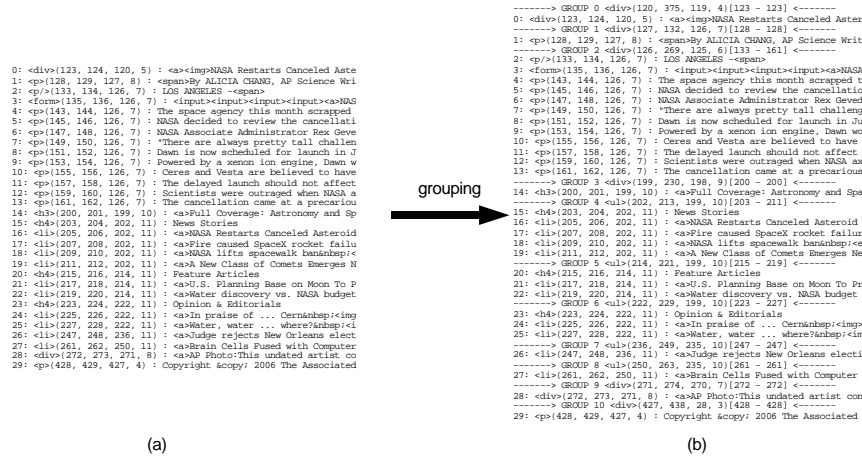 0: <div>(123, 124, 120, 5) : <a><img>NASA Restarts Canceled Aste
1: <p>(128, 129, 127, 8) : <span>By ALICIA CHANG, AP Science Wri
2: <p/>(133, 134, 126, 7) : LOS ANGELES -<span>
3: <form>(135, 136, 126, 7) : <input><input><input><input><a>NAS
4: <p>(143, 144, 126, 7) : The space agency this month scrapped
5: <p>(145, 146, 126, 7) : NASA decided to review the cancellati
6: <p>(147, 148, 126, 7) : NASA Associate Administrator Rex Geve
7: <p>(149, 150, 126, 7) : "There are always pretty tall challen
8: <p>(151, 152, 126, 7) : Dawn is now scheduled for launch in J
9: <p>(153, 154, 126, 7) : Powered by a xenon ion engine, Dawn w
10: <p>(155, 156, 126, 7) : Ceres and Vesta are believed to have
11: <p>(157, 158, 126, 7) : The delayed launch should not affect
12: <p>(159, 160, 126, 7) : Scientists were outraged when NASA a
13: <p>(161, 162, 126, 7) : The cancellation came at a precariou
14: <h3>(200, 201, 199, 10) : <a>Full Coverage: Astronomy and Sp
15: <h4>(203, 204, 202, 11) : News Stories
16: <li>(205, 206, 202, 11) : <a>NASA Restarts Canceled Asteroid
17: <li>(207, 208, 202, 11) : <a>Fire caused SpaceX rocket failu
18: <li>(209, 210, 202, 11) : <a>NASA lifts spacewalk ban&nbsp;<
19: <li>(211, 212, 202, 11) : <a>A New Class of Comets Emerges N
20: <h4>(215, 216, 214, 11) : Feature Articles
21: <li>(217, 218, 214, 11) : <a>U.S. Planning Base on Moon To P
22: <li>(219, 220, 214, 11) : <a>Water discovery vs. NASA budget
23: <h4>(223, 224, 222, 11) : Opinion & Editorials
24: <li>(225, 226, 222, 11) : <a>In praise of ... Cern&nbsp;<img
25: <li>(227, 228, 222, 11) : <a>Water, water ... where?&nbsp;<i
26: <li>(247, 248, 236, 11) : <a>Judge rejects New Orleans elect
27: <li>(261, 262, 250, 11) : <a>Brain Cells Fused with Computer
28: <div>(272, 273, 271, 8) : <a>AP Photo:This undated artist co
29: <p>(428, 429, 427, 4) : Copyright &copy; 2006 The Associated
(a)
grouping
-------> GROUP 0 <div>(120, 375, 119, 4)[123 - 123] <-------
0: <div>(123, 124, 120, 5) : <a><img>NASA Restarts Canceled Aster
-------> GROUP 1 <div>(127, 132, 126, 7)[128 - 128] <-------
1: <p>(128, 129, 127, 8) : <span>By ALICIA CHANG, AP Science Writ
-------> GROUP 2 <div>(126, 269, 125, 6)[133 - 161] <-------
2: <p/>(133, 134, 126, 7) : LOS ANGELES -<span>
3: <form>(135, 136, 126, 7) : <input><input><input><input><a>NASA
4: <p>(143, 144, 126, 7) : The space agency this month scrapped t
5: <p>(145, 146, 126, 7) : NASA decided to review the cancellatio
6: <p>(147, 148, 126, 7) : NASA Associate Administrator Rex Geved
7: <p>(149, 150, 126, 7) : "There are always pretty tall challeng
8: <p>(151, 152, 126, 7) : Dawn is now scheduled for launch in Ju
9: <p>(153, 154, 126, 7) : Powered by a xenon ion engine, Dawn wo
10: <p>(155, 156, 126, 7) : Ceres and Vesta are believed to have
11: <p>(157, 158, 126, 7) : The delayed launch should not affect
12: <p>(159, 160, 126, 7) : Scientists were outraged when NASA ax
13: <p>(161, 162, 126, 7) : The cancellation came at a precarious
-------> GROUP 3 <div>(199, 230, 198, 9)[200 - 200] <-------
14: <h3>(200, 201, 199, 10) : <a>Full Coverage: Astronomy and Spa
-------> GROUP 4 <ul>(202, 213, 199, 10)[203 - 211] <-------
15: <h4>(203, 204, 202, 11) : News Stories
16: <li>(205, 206, 202, 11) : <a>NASA Restarts Canceled Asteroid
17: <li>(207, 208, 202, 11) : <a>Fire caused SpaceX rocket failur
18: <li>(209, 210, 202, 11) : <a>NASA lifts spacewalk ban&nbsp;<e
19: <li>(211, 212, 202, 11) : <a>A New Class of Comets Emerges Ne
-------> GROUP 5 <ul>(214, 221, 199, 10)[215 - 219] <-------
20: <h4>(215, 216, 214, 11) : Feature Articles
21: <li>(217, 218, 214, 11) : <a>U.S. Planning Base on Moon To Pr
22: <li>(219, 220, 214, 11) : <a>Water discovery vs. NASA budget
-------> GROUP 6 <ul>(222, 229, 199, 10)[223 - 227] <-------
23: <h4>(223, 224, 222, 11) : Opinion & Editorials
24: <li>(225, 226, 222, 11) : <a>In praise of ... Cern&nbsp;<img>
25: <li>(227, 228, 222, 11) : <a>Water, water ... where?&nbsp;<im
-------> GROUP 7 <ul>(236, 249, 235, 10)[247 - 247] <-------
26: <li>(247, 248, 236, 11) : <a>Judge rejects New Orleans electi
-------> GROUP 8 <ul>(250, 263, 235, 10)[261 - 261] <-------
27: <li>(261, 262, 250, 11) : <a>Brain Cells Fused with Computer
-------> GROUP 9 <div>(271, 274, 270, 7)[272 - 272] <-------
28: <div>(272, 273, 271, 8) : <a>AP Photo:This undated artist con
-------> GROUP 10 <div>(427, 438, 28, 3)[428 - 428] <-------
29: <p>(428, 429, 427, 4) : Copyright &copy; 2006 The Associated
(b)